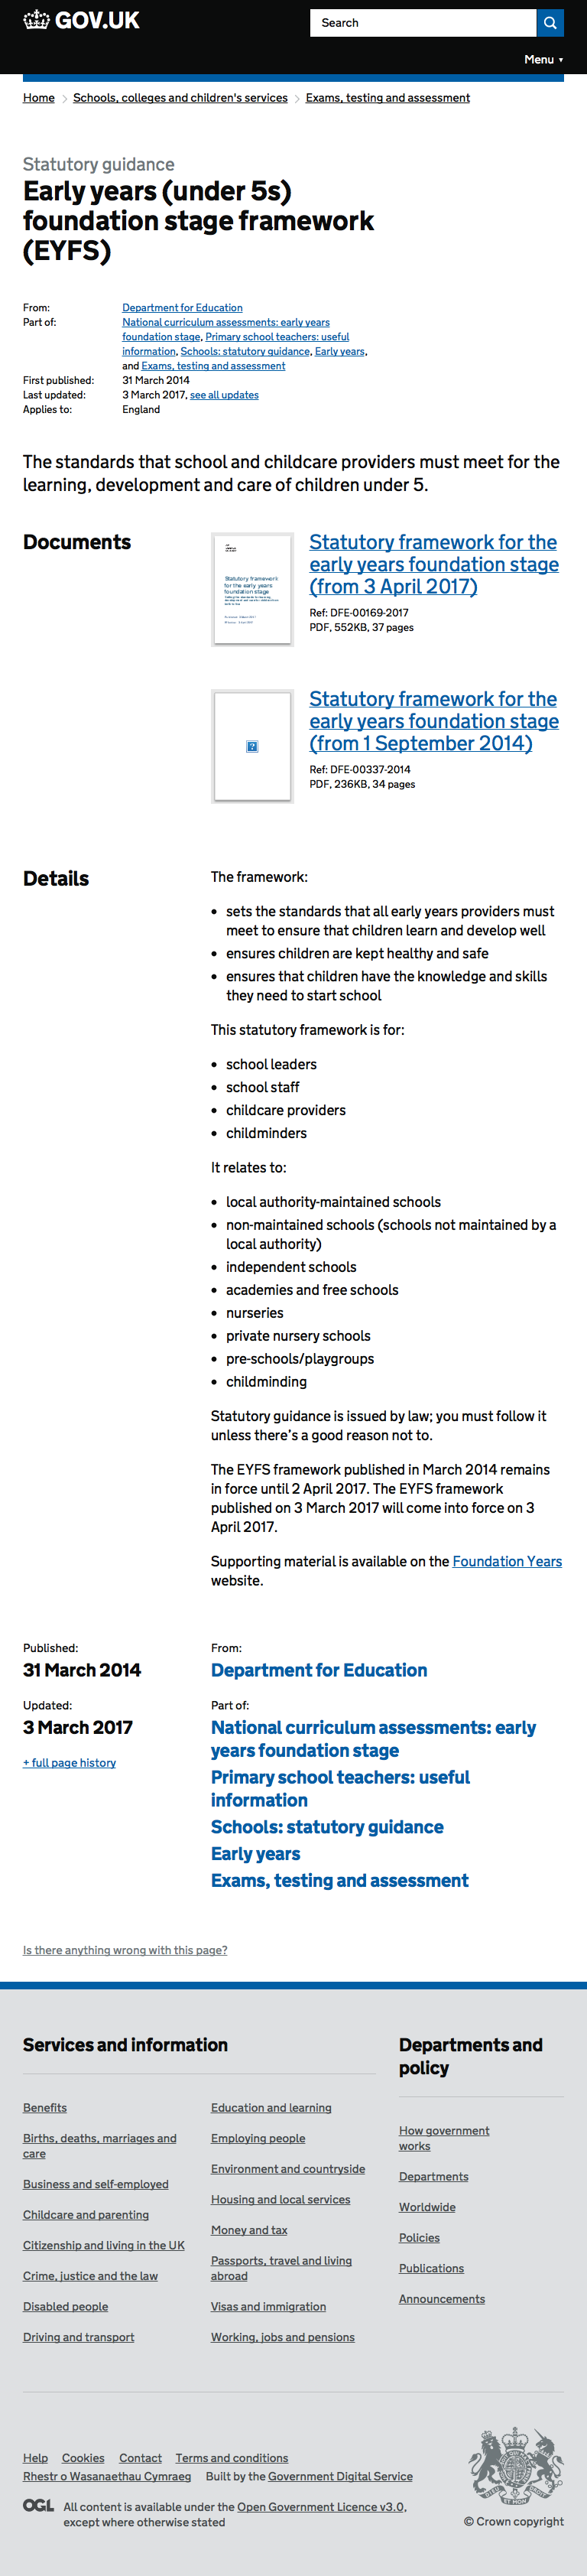 GOV.UK
Search
Menu ▾
Home > Schools, colleges and children's services > Exams, testing and assessment
Statutory guidance
Early years (under 5s)
foundation stage framework
(EYFS)
From: Department for Education
Part of: National curriculum assessments: early years
foundation stage, Primary school teachers: useful
information, Schools: statutory guidance, Early years,
and Exams, testing and assessment
First published: 31 March 2014
Last updated: 3 March 2017, see all updates
Applies to: England
The standards that school and childcare providers must meet for the
learning, development and care of children under 5.
Documents
Statutory framework
for the early years
foundation stage
Statutory framework for the
early years foundation stage
(from 3 April 2017)
Ref: DFE-00169-2017
PDF, 552KB, 37 pages
?
Statutory framework for the
early years foundation stage
(from 1 September 2014)
Ref: DFE-00337-2014
PDF, 236KB, 34 pages
Details
The framework:
• sets the standards that all early years providers must
meet to ensure that children learn and develop well
• ensures children are kept healthy and safe
• ensures that children have the knowledge and skills
they need to start school
This statutory framework is for:
• school leaders
• school staff
• childcare providers
• childminders
It relates to:
• local authority-maintained schools
• non-maintained schools (schools not maintained by a
local authority)
• independent schools
• academies and free schools
• nurseries
• private nursery schools
• pre-schools/playgroups
• childminding
Statutory guidance is issued by law; you must follow it
unless there’s a good reason not to.
The EYFS framework published in March 2014 remains
in force until 2 April 2017. The EYFS framework
published on 3 March 2017 will come into force on 3
April 2017.
Supporting material is available on the Foundation Years
website.
Published:
31 March 2014
Updated:
3 March 2017
+ full page history
From:
Department for Education
Part of:
National curriculum assessments: early
years foundation stage
Primary school teachers: useful
information
Schools: statutory guidance
Early years
Exams, testing and assessment
Is there anything wrong with this page?
Services and information
Benefits
Births, deaths, marriages and
care
Business and self-employed
Childcare and parenting
Citizenship and living in the UK
Crime, justice and the law
Disabled people
Driving and transport
Education and learning
Employing people
Environment and countryside
Housing and local services
Money and tax
Passports, travel and living
abroad
Visas and immigration
Working, jobs and pensions
Departments and
policy
How government
works
Departments
Worldwide
Policies
Publications
Announcements
Help Cookies Contact Terms and conditions
Rhestr o Wasanaethau Cymraeg Built by the Government Digital Service
OGL All content is available under the Open Government Licence v3.0,
except where otherwise stated
© Crown copyright